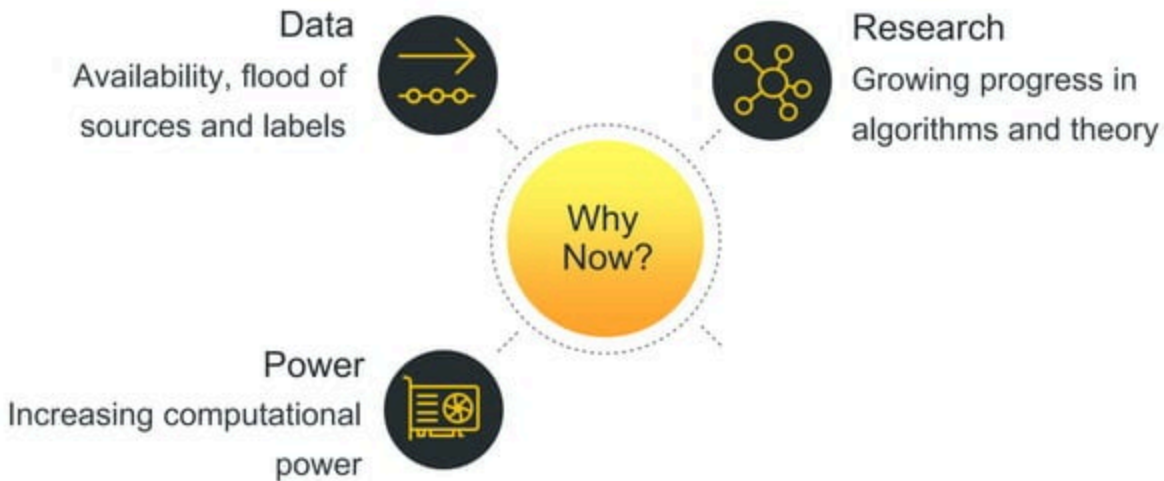 Data
Availability, flood of
sources and labels
Research
Growing progress in
algorithms and theory
Why
Now?
Power
Increasing computational
power